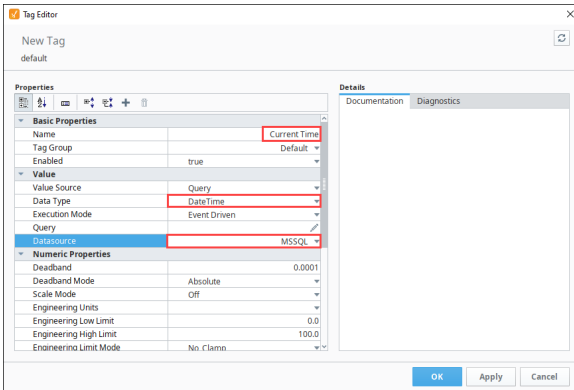 Tag Editor
New Tag
default
Properties
Details
Documentation Diagnostics
Basic Properties
Name Current Time
Tag Group Default
Enabled true
Value
Value Source Query
Data Type DateTime
Execution Mode Event Driven
Query
Datasource MSSQL
Numeric Properties
Deadband 0.0001
Deadband Mode Absolute
Scale Mode Off
Engineering Units
Engineering Low Limit 0.0
Engineering High Limit 100.0
Engineering Limit Mode No_Clamp
OK Apply Cancel